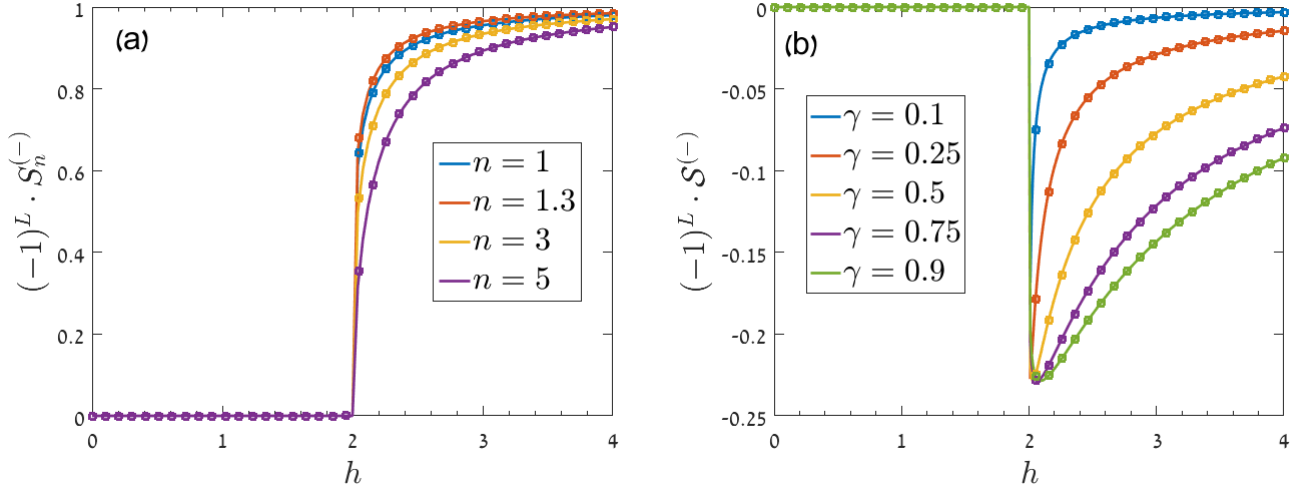 (a)
(-1)^L · S_n^{(-)}
1
0.8
0.6
0.4
0.2
0
n = 1
n = 1.3
n = 3
n = 5
0 1 2 3 4
h
(b)
(-1)^L · 𝒮^{(-)}
0
-0.05
-0.1
-0.15
-0.2
-0.25
γ = 0.1
γ = 0.25
γ = 0.5
γ = 0.75
γ = 0.9
0 1 2 3 4
h